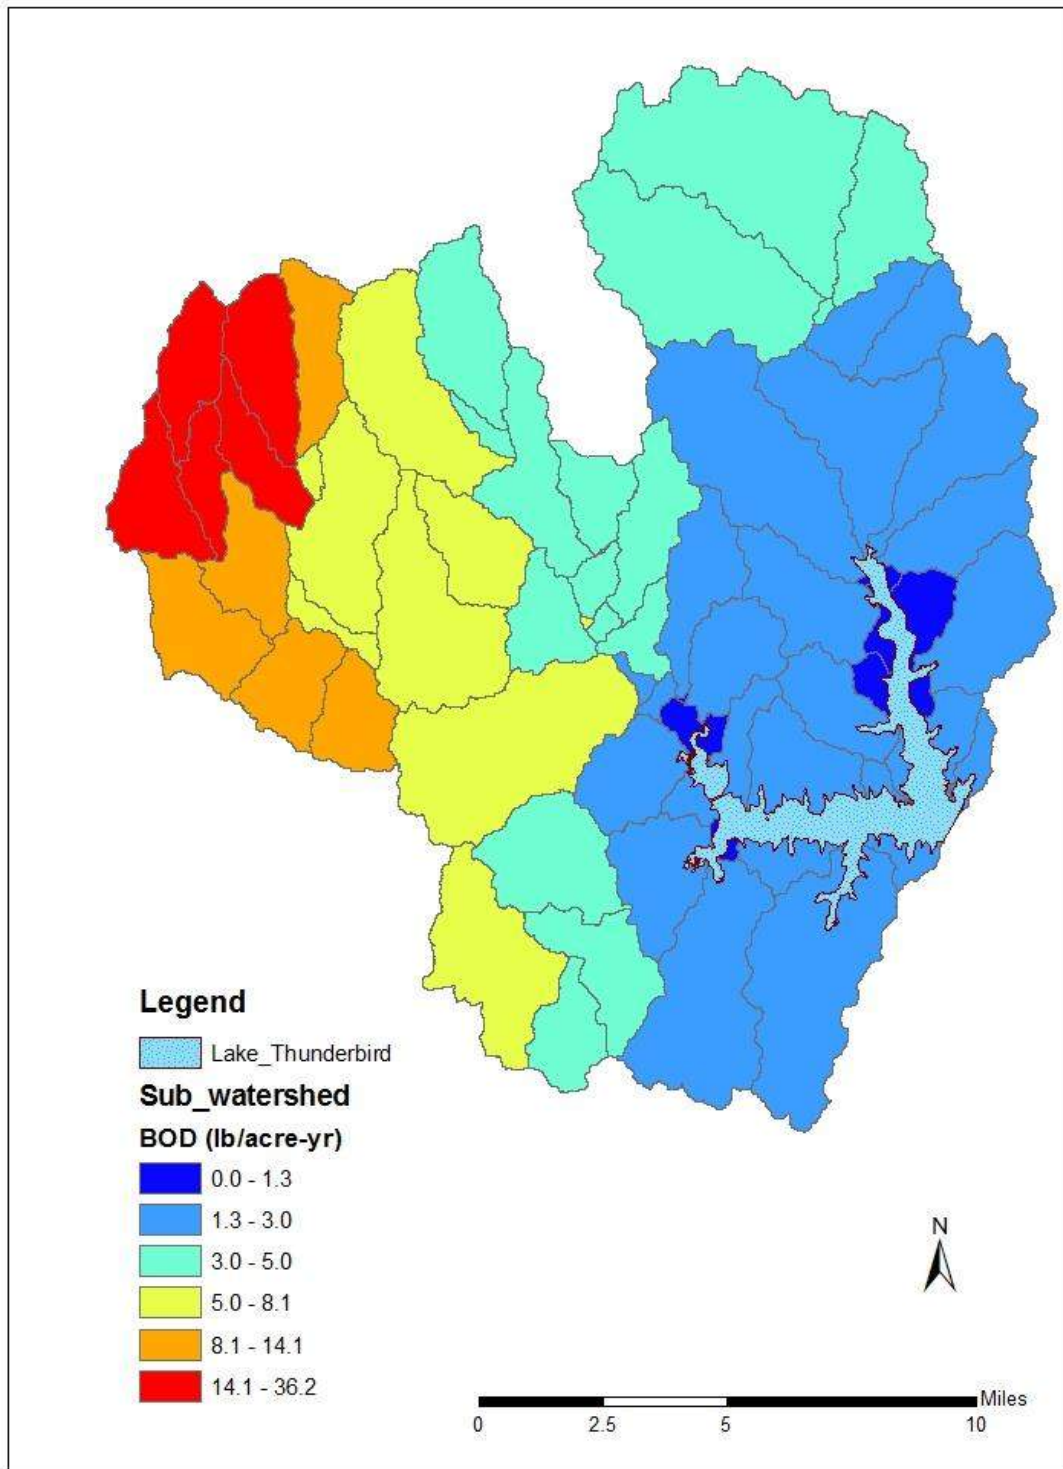 Legend
Lake_Thunderbird
Sub_watershed
BOD (lb/acre-yr)
0.0 - 1.3
1.3 - 3.0
3.0 - 5.0
5.0 - 8.1
8.1 - 14.1
14.1 - 36.2
N
Miles
0 2.5 5 10